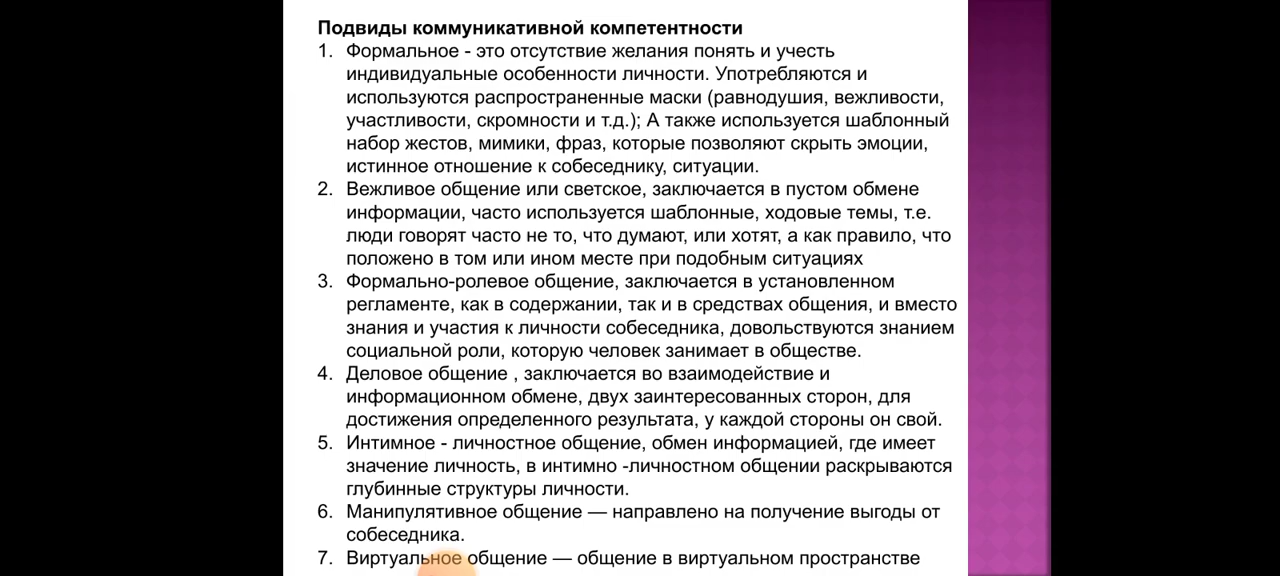 Подвиды коммуникативной компетентности
1. Формальное - это отсутствие желания понять и учесть
индивидуальные особенности личности. Употребляются и
используются распространенные маски (равнодушия, вежливости,
участливости, скромности и т.д.); А также используется шаблонный
набор жестов, мимики, фраз, которые позволяют скрыть эмоции,
истинное отношение к собеседнику, ситуации.
2. Вежливое общение или светское, заключается в пустом обмене
информации, часто используется шаблонные, ходовые темы, т.е.
люди говорят часто не то, что думают, или хотят, а как правило, что
положено в том или ином месте при подобным ситуациях
3. Формально-ролевое общение, заключается в установленном
регламенте, как в содержании, так и в средствах общения, и вместо
знания и участия к личности собеседника, довольствуются знанием
социальной роли, которую человек занимает в обществе.
4. Деловое общение , заключается во взаимодействие и
информационном обмене, двух заинтересованных сторон, для
достижения определенного результата, у каждой стороны он свой.
5. Интимное - личностное общение, обмен информацией, где имеет
значение личность, в интимно -личностном общении раскрываются
глубинные структуры личности.
6. Манипулятивное общение — направлено на получение выгоды от
собеседника.
7. Виртуальное общение — общение в виртуальном пространстве